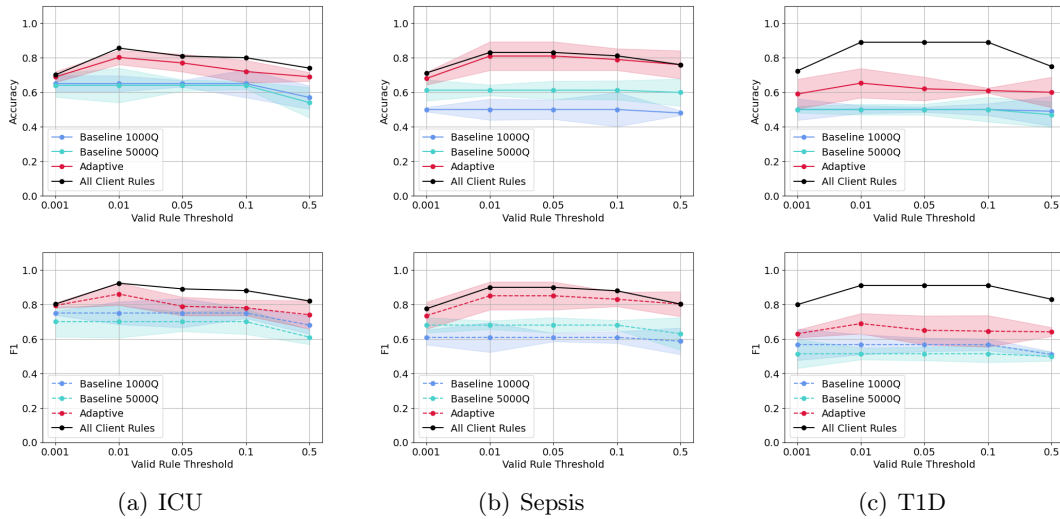 1.0
0.8
0.6
0.4
0.2
0.0
Accuracy
Baseline 1000Q
Baseline 5000Q
Adaptive
All Client Rules
0.001 0.01 0.05 0.1 0.5
Valid Rule Threshold
1.0
0.8
0.6
0.4
0.2
0.0
Accuracy
Baseline 1000Q
Baseline 5000Q
Adaptive
All Client Rules
0.001 0.01 0.05 0.1 0.5
Valid Rule Threshold
1.0
0.8
0.6
0.4
0.2
0.0
Accuracy
Baseline 1000Q
Baseline 5000Q
Adaptive
All Client Rules
0.001 0.01 0.05 0.1 0.5
Valid Rule Threshold
1.0
0.8
0.6
0.4
0.2
0.0
F1
Baseline 1000Q
Baseline 5000Q
Adaptive
All Client Rules
0.001 0.01 0.05 0.1 0.5
Valid Rule Threshold
1.0
0.8
0.6
0.4
0.2
0.0
F1
Baseline 1000Q
Baseline 5000Q
Adaptive
All Client Rules
0.001 0.01 0.05 0.1 0.5
Valid Rule Threshold
1.0
0.8
0.6
0.4
0.2
0.0
F1
Baseline 1000Q
Baseline 5000Q
Adaptive
All Client Rules
0.001 0.01 0.05 0.1 0.5
Valid Rule Threshold
(a) ICU
(b) Sepsis
(c) T1D